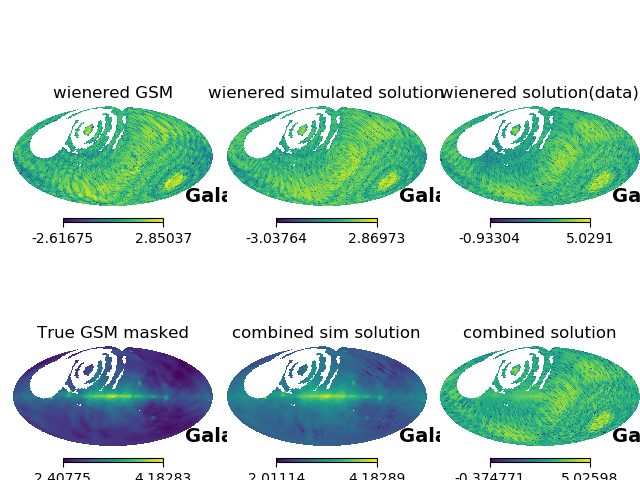 wienered GSM
wienered simulated solution
wienered solution(data)
Gala
Gala
Ga
-2.61675 2.85037
-3.03764 2.86973
-0.93304 5.0291
True GSM masked
combined sim solution
combined solution
Gala
Gala
Ga
2.40775 4.18283
2.01114 4.18289
-0.374771 5.02598